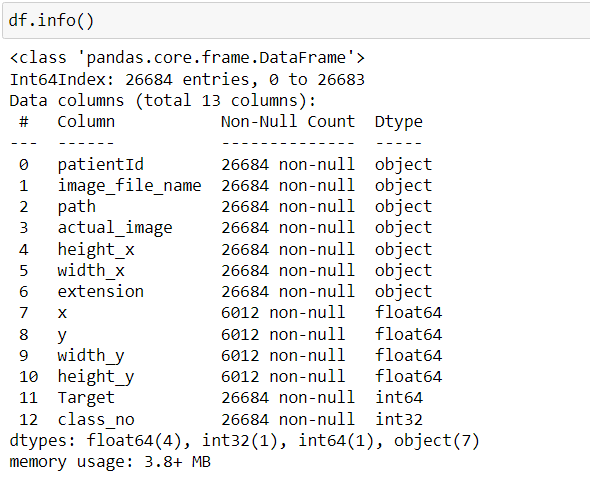 df.info()
<class 'pandas.core.frame.DataFrame'>
Int64Index: 26684 entries, 0 to 26683
Data columns (total 13 columns):
 #   Column           Non-Null Count  Dtype
---  ------           --------------  -----
 0   patientId        26684 non-null  object
 1   image_file_name  26684 non-null  object
 2   path             26684 non-null  object
 3   actual_image     26684 non-null  object
 4   height_x         26684 non-null  object
 5   width_x          26684 non-null  object
 6   extension        26684 non-null  object
 7   x                6012 non-null   float64
 8   y                6012 non-null   float64
 9   width_y          6012 non-null   float64
 10  height_y         6012 non-null   float64
 11  Target           26684 non-null  int64
 12  class_no         26684 non-null  int32
dtypes: float64(4), int32(1), int64(1), object(7)
memory usage: 3.8+ MB